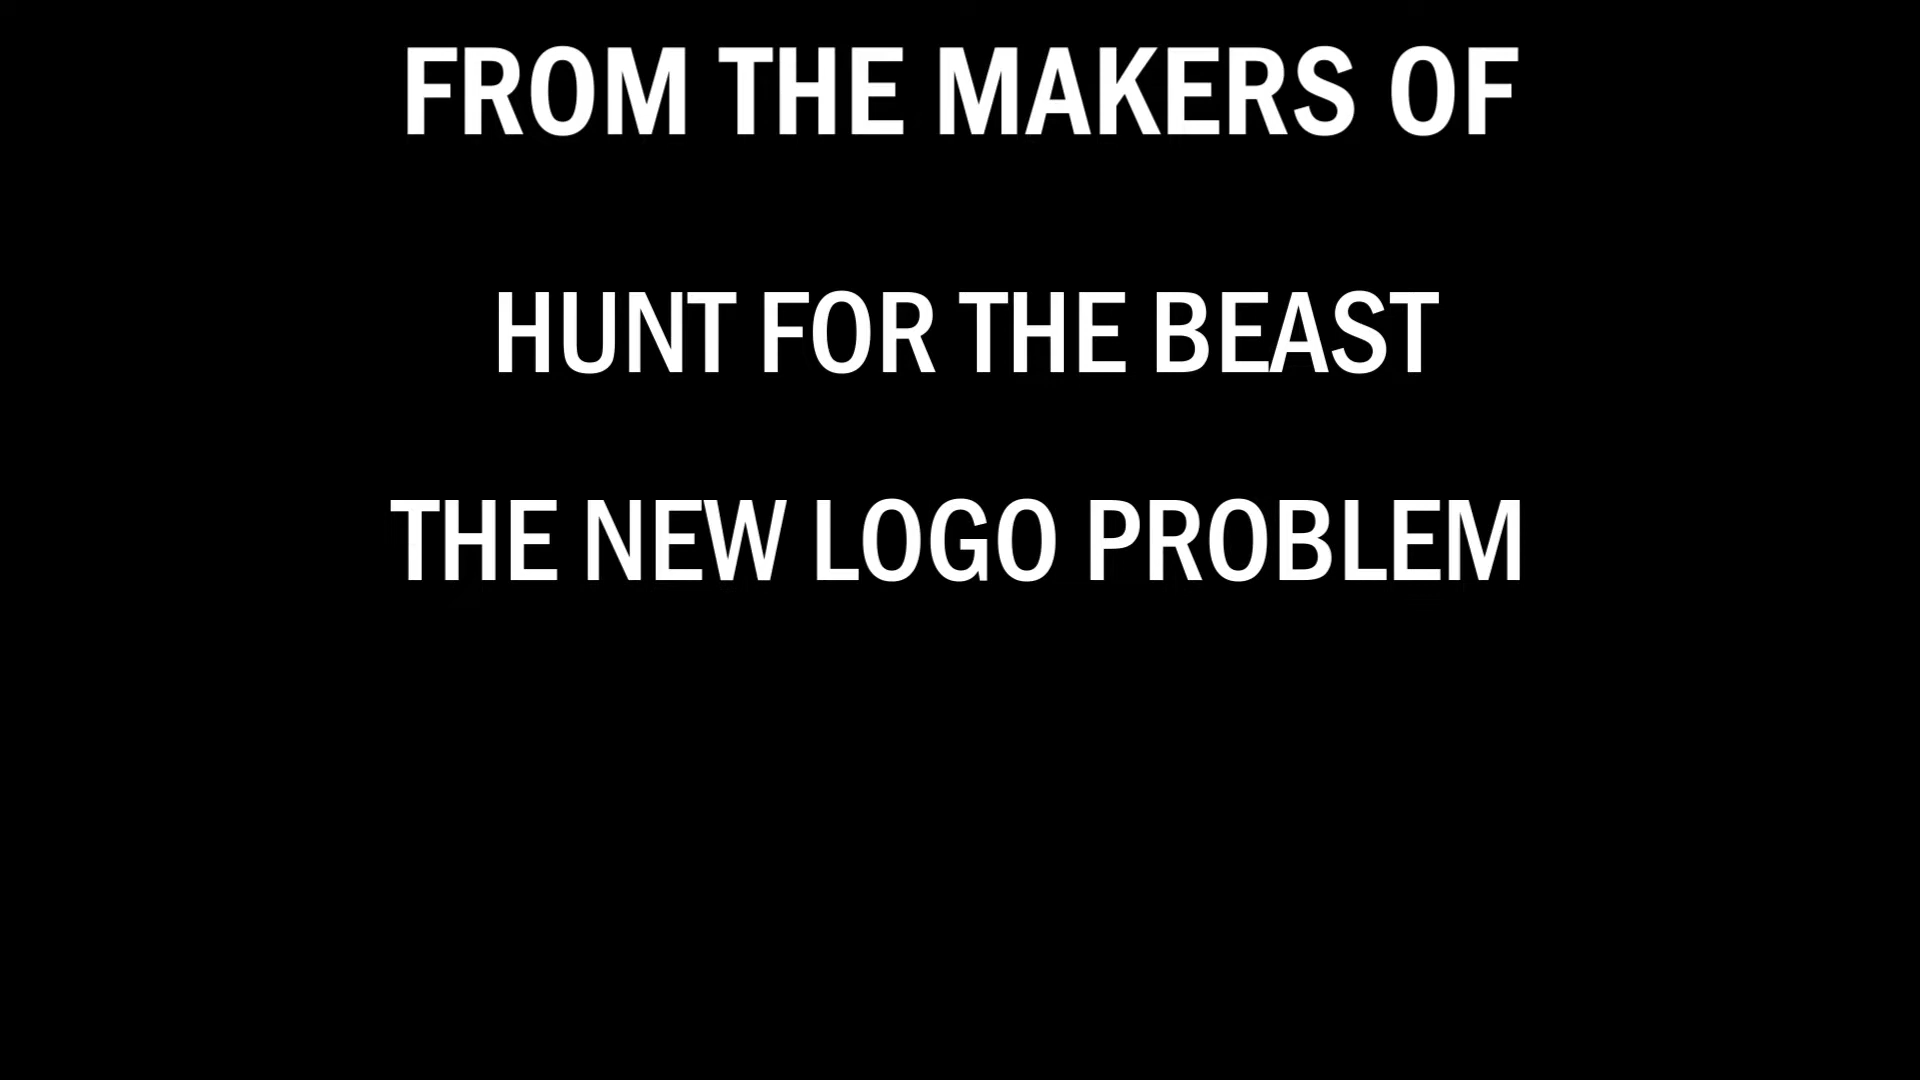 FROM THE MAKERS OF
HUNT FOR THE BEAST
THE NEW LOGO PROBLEM